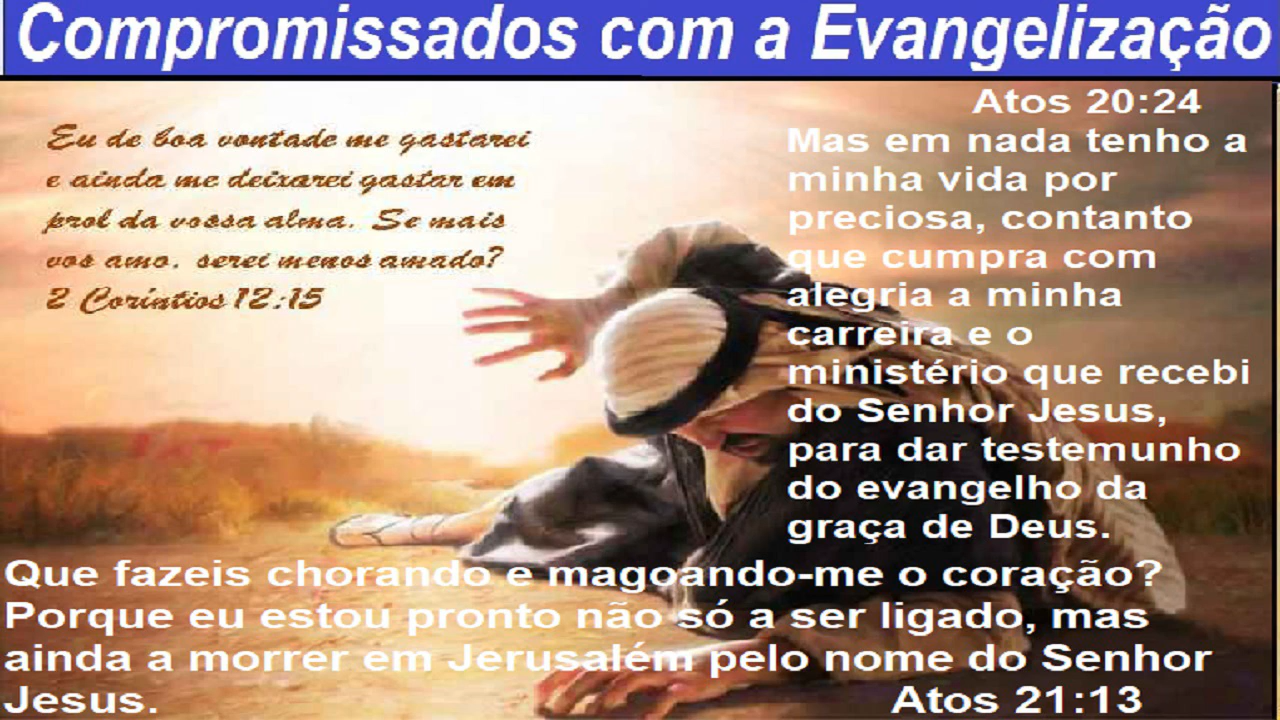 Compromissados com a Evangelização
Eu de boa vontade me gastarei
e ainda me deixarei gastar em
prol da vossa alma. Se mais
vos amo, serei menos amado?
2 Coríntios 12:15
Atos 20:24
Mas em nada tenho a
minha vida por
preciosa, contanto
que cumpra com
alegria a minha
carreira e o
ministério que recebi
do Senhor Jesus,
para dar testemunho
do evangelho da
graça de Deus.
Que fazeis chorando e magoando-me o coração?
Porque eu estou pronto não só a ser ligado, mas
ainda a morrer em Jerusalém pelo nome do Senhor
Jesus.
Atos 21:13